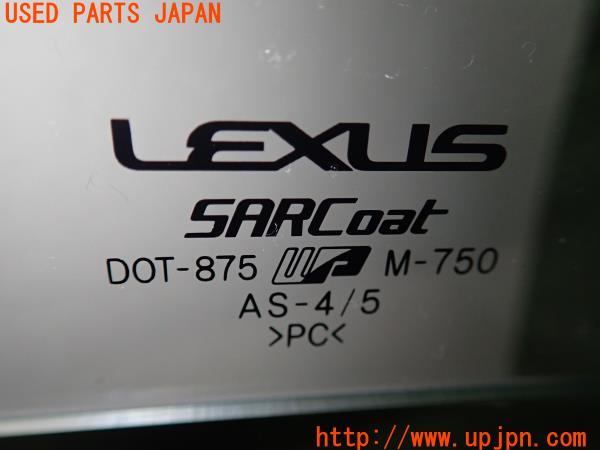 USED PARTS JAPAN
LEXUS
SARCoat
DOT-875 M-750
AS-4/5
>PC<
http://www.upjpn.com